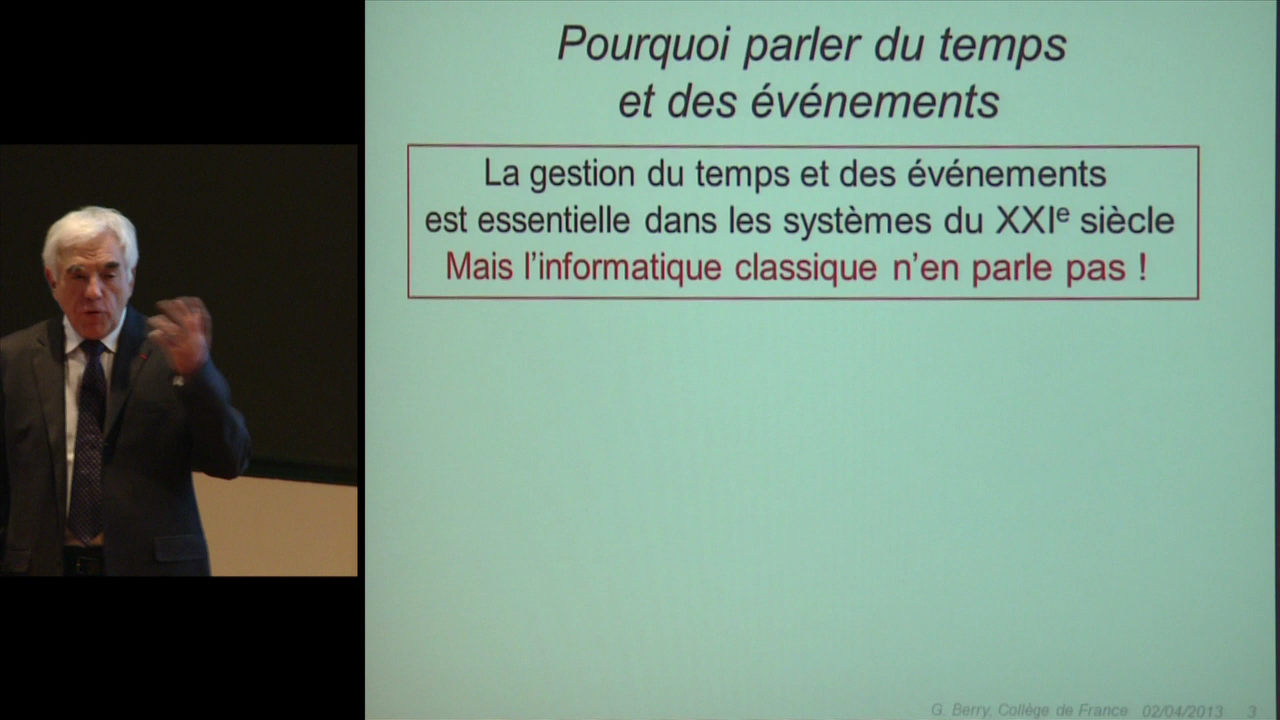 Pourquoi parler du temps
et des événements
La gestion du temps et des événements
est essentielle dans les systèmes du XXIe siècle
Mais l'informatique classique n'en parle pas !
G. Berry, Collège de France 02/04/2013 3